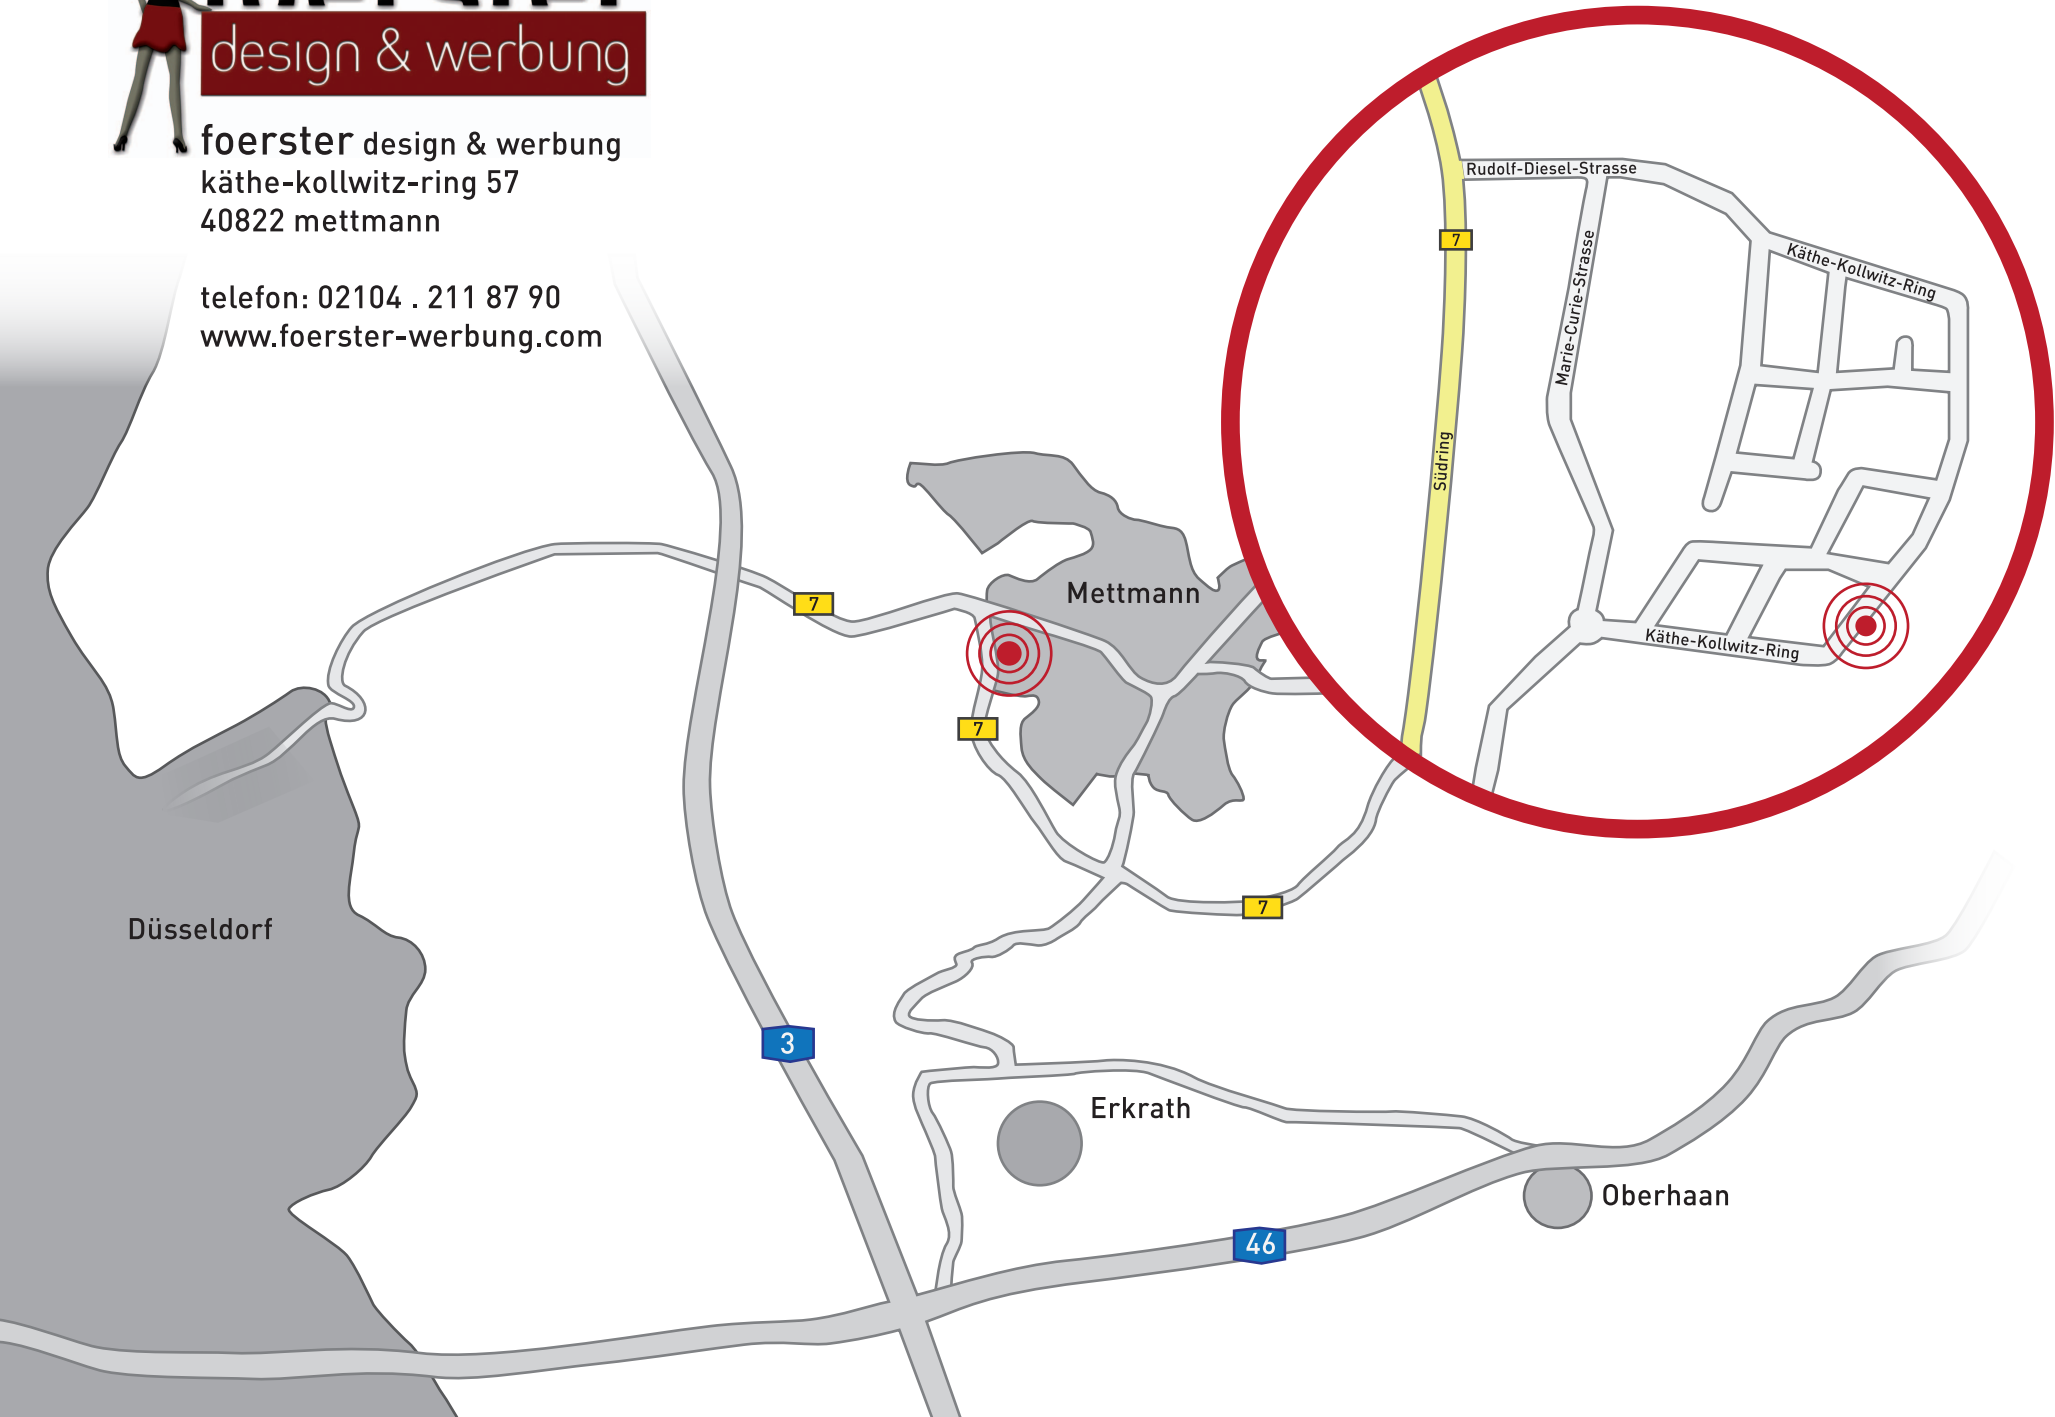 design & werbung
foerster design & werbung
käthe-kollwitz-ring 57
40822 mettmann
telefon: 02104 . 211 87 90
www.foerster-werbung.com
Rudolf-Diesel-Strasse
7
Käthe-Kollwitz-Ring
Marie-Curie-Strasse
Südring
Käthe-Kollwitz-Ring
Mettmann
7
7
7
Düsseldorf
3
Erkrath
Oberhaan
46